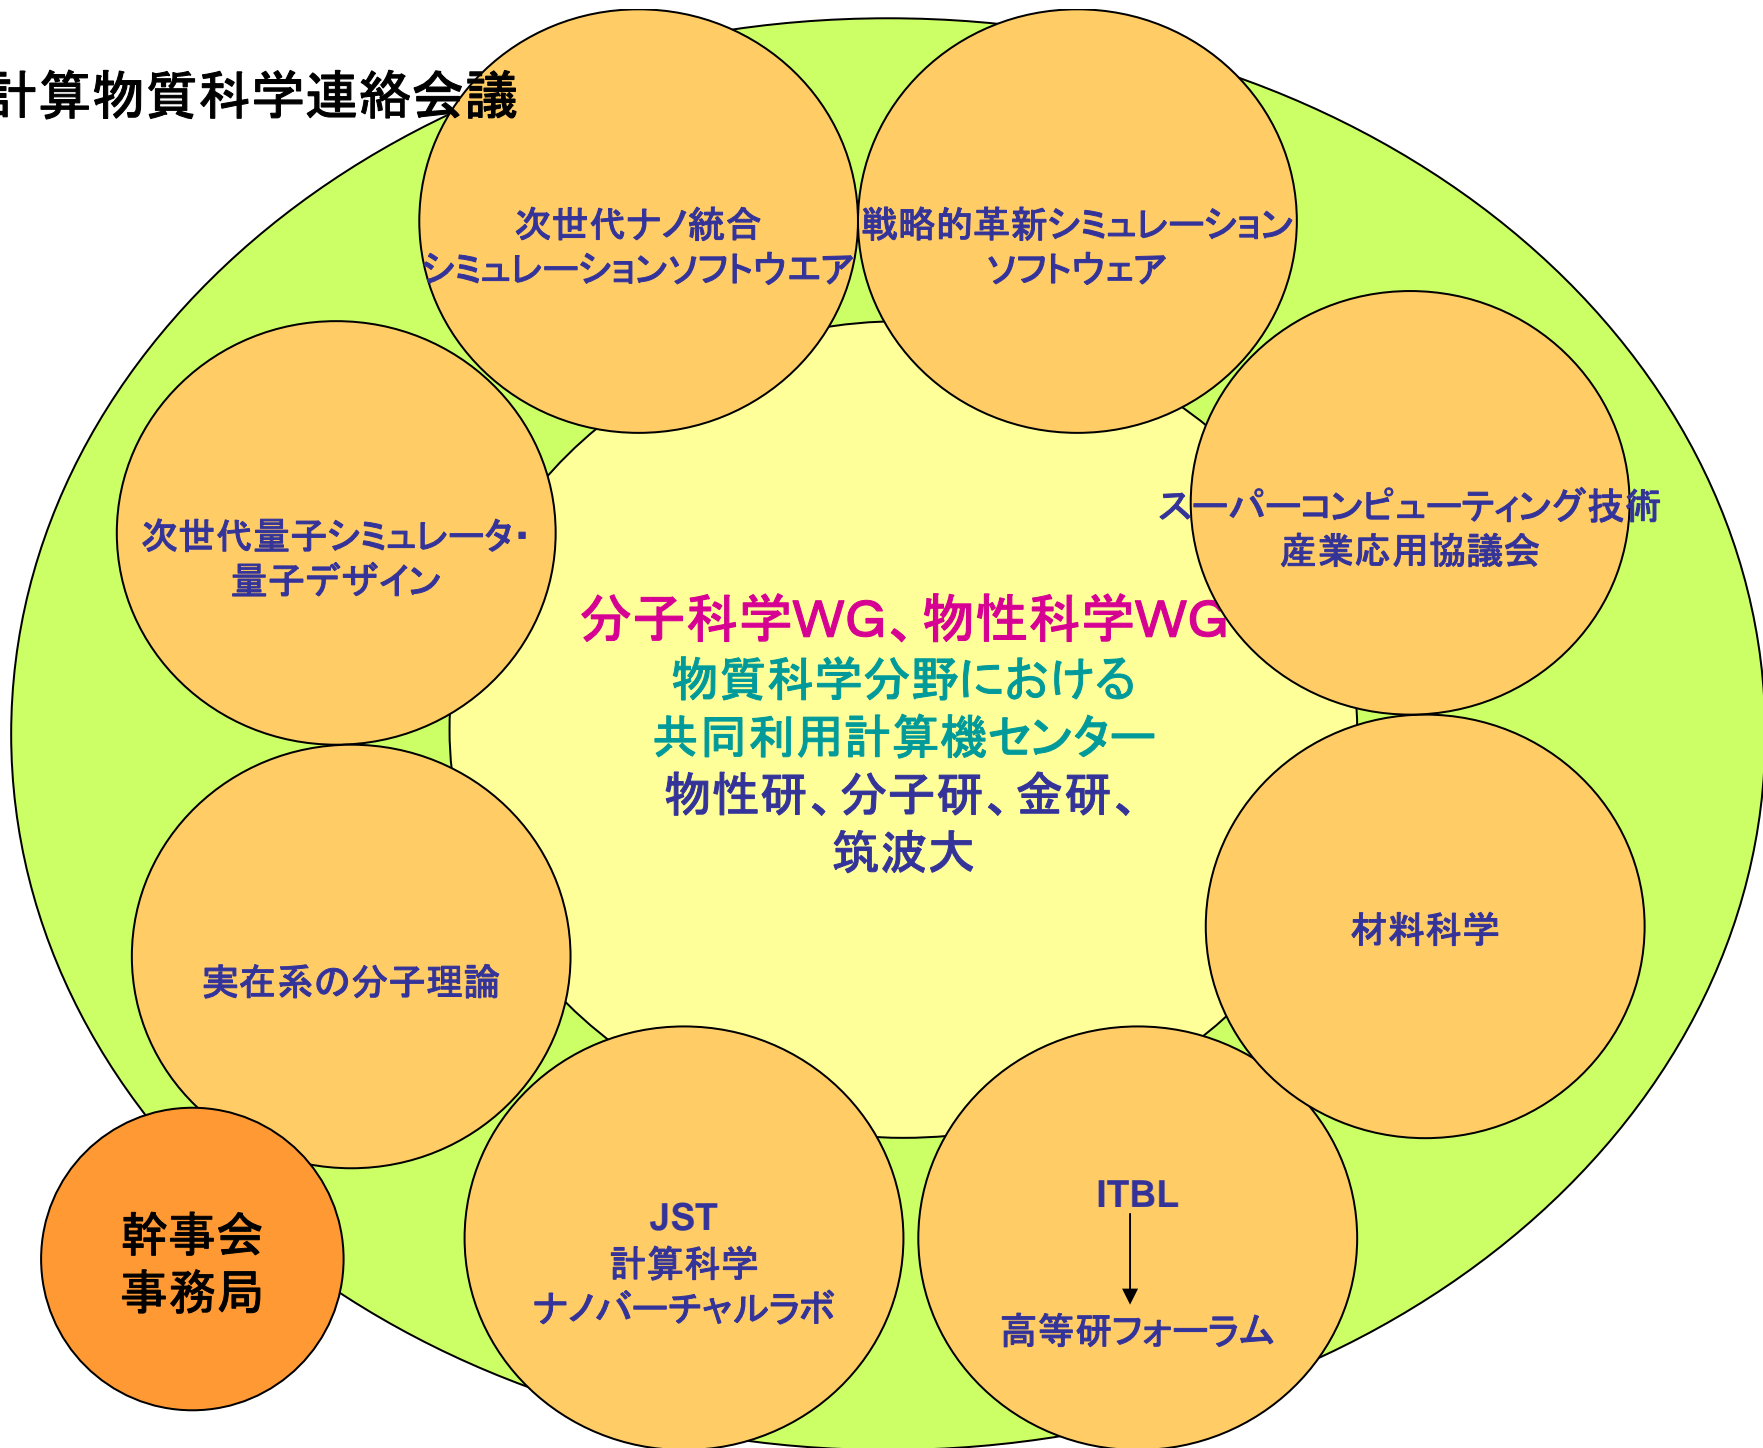 計算物質科学連絡会議
次世代ナノ統合
シミュレーションソフトウエア
戦略的革新シミュレーション
ソフトウェア
スーパーコンピューティング技術
産業応用協議会
次世代量子シミュレータ・
量子デザイン
分子科学WG、物性科学WG
物質科学分野における
共同利用計算機センター
物性研、分子研、金研、
筑波大
材料科学
実在系の分子理論
JST
計算科学
ナノバーチャルラボ
ITBL
高等研フォーラム
幹事会
事務局